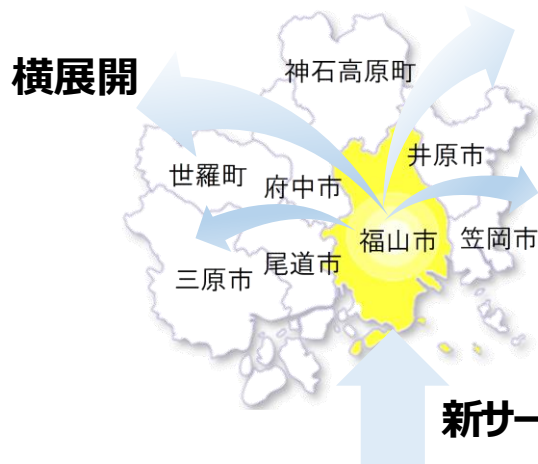 横展開
神石高原町
井原市
世羅町
府中市
福山市
笠岡市
尾道市
三原市
新サー